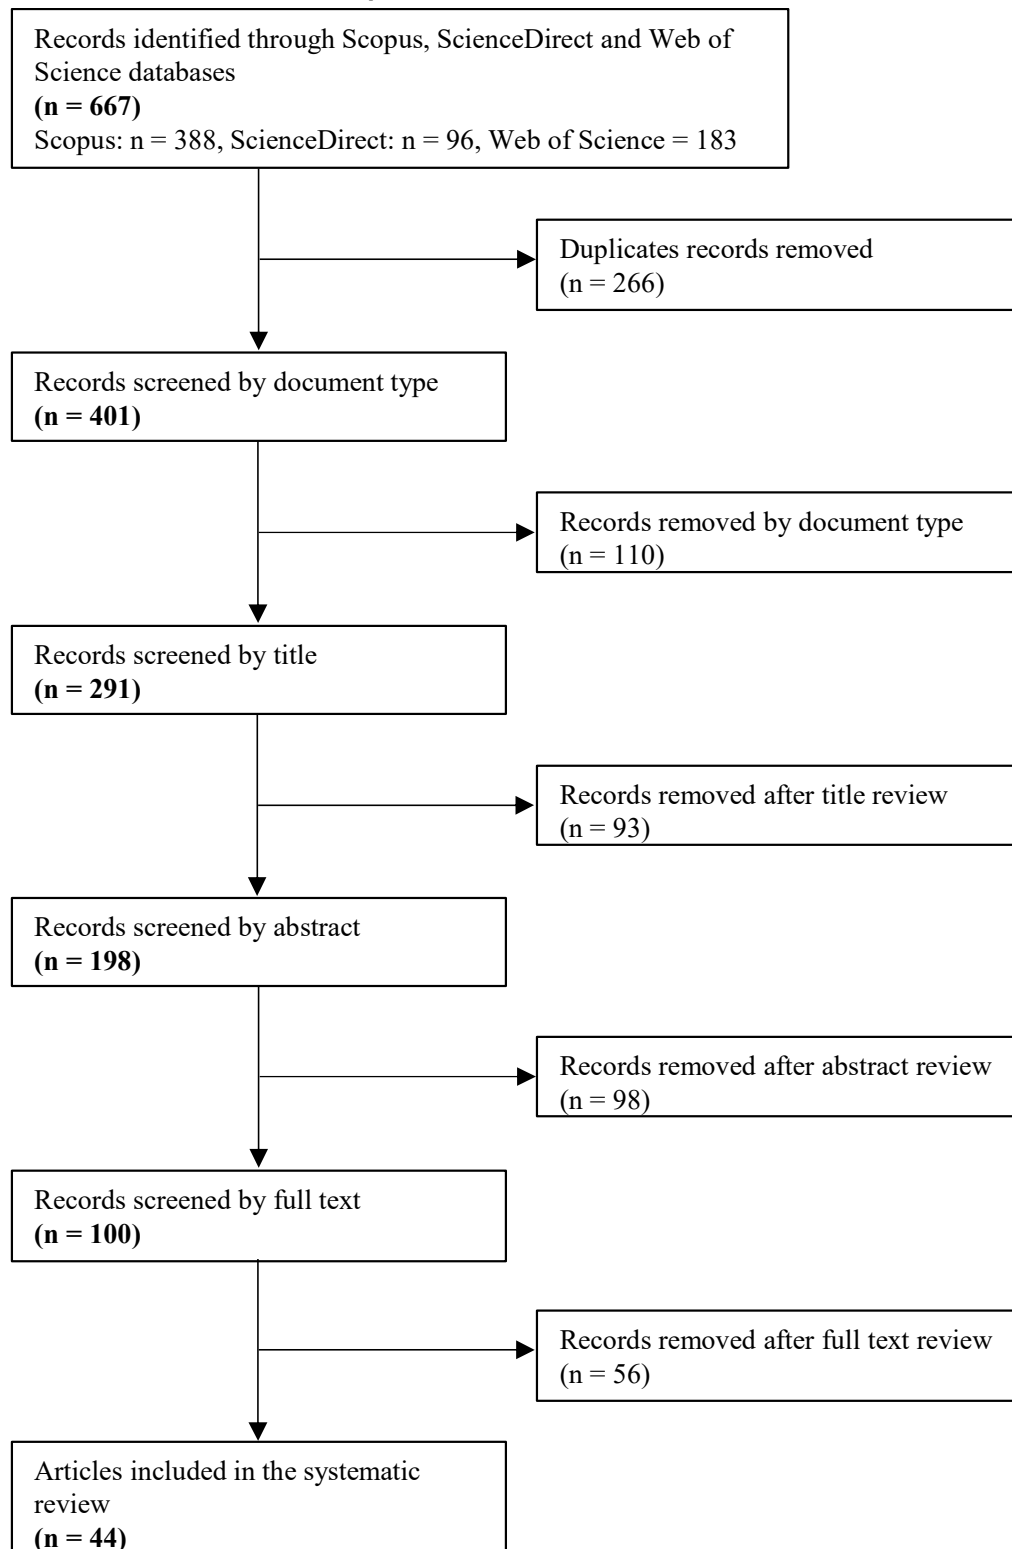 Records identified through Scopus, ScienceDirect and Web of
Science databases
(n = 667)
Scopus: n = 388, ScienceDirect: n = 96, Web of Science = 183
Duplicates records removed
(n = 266)
Records screened by document type
(n = 401)
Records removed by document type
(n = 110)
Records screened by title
(n = 291)
Records removed after title review
(n = 93)
Records screened by abstract
(n = 198)
Records removed after abstract review
(n = 98)
Records screened by full text
(n = 100)
Records removed after full text review
(n = 56)
Articles included in the systematic
review
(n = 44)